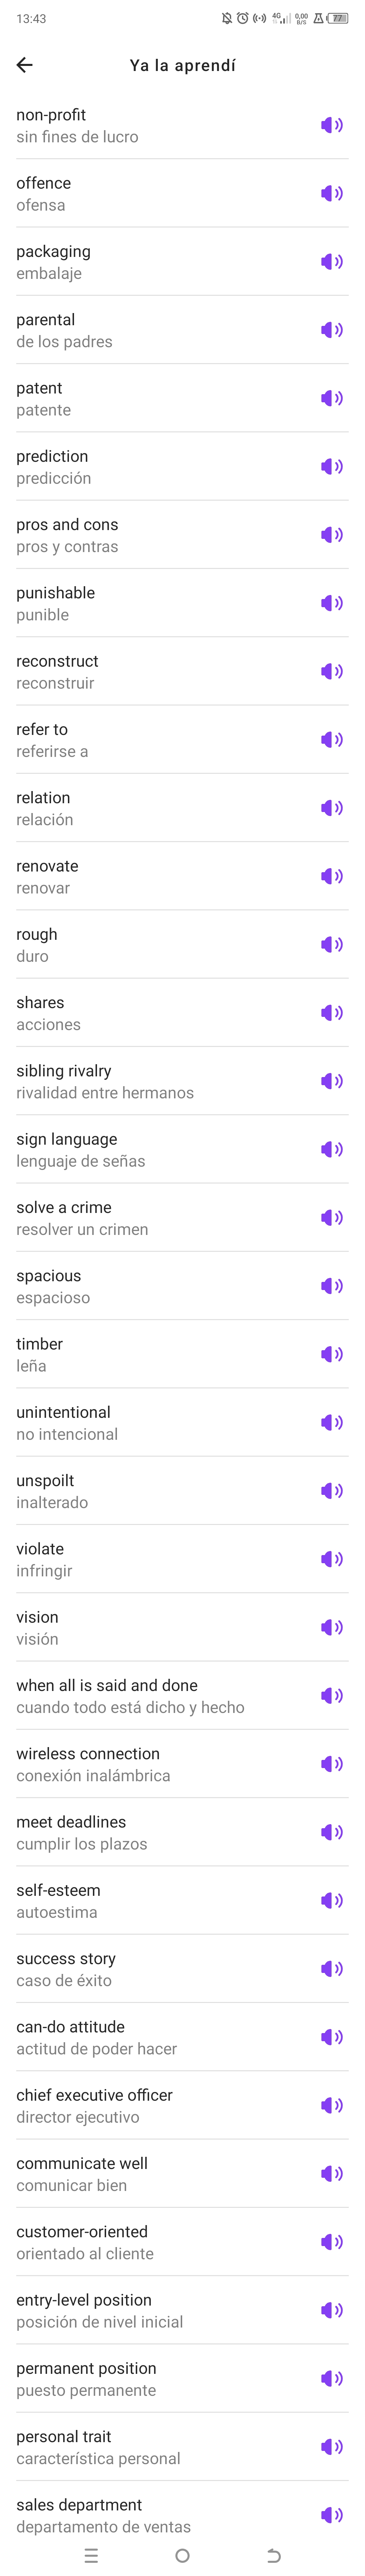 13:43
4G 0,00 B/S 77
Ya la aprendí
non-profit
sin fines de lucro
offence
ofensa
packaging
embalaje
parental
de los padres
patent
patente
prediction
predicción
pros and cons
pros y contras
punishable
punible
reconstruct
reconstruir
refer to
referirse a
relation
relación
renovate
renovar
rough
duro
shares
acciones
sibling rivalry
rivalidad entre hermanos
sign language
lenguaje de señas
solve a crime
resolver un crimen
spacious
espacioso
timber
leña
unintentional
no intencional
unspoilt
inalterado
violate
infringir
vision
visión
when all is said and done
cuando todo está dicho y hecho
wireless connection
conexión inalámbrica
meet deadlines
cumplir los plazos
self-esteem
autoestima
success story
caso de éxito
can-do attitude
actitud de poder hacer
chief executive officer
director ejecutivo
communicate well
comunicar bien
customer-oriented
orientado al cliente
entry-level position
posición de nivel inicial
permanent position
puesto permanente
personal trait
característica personal
sales department
departamento de ventas